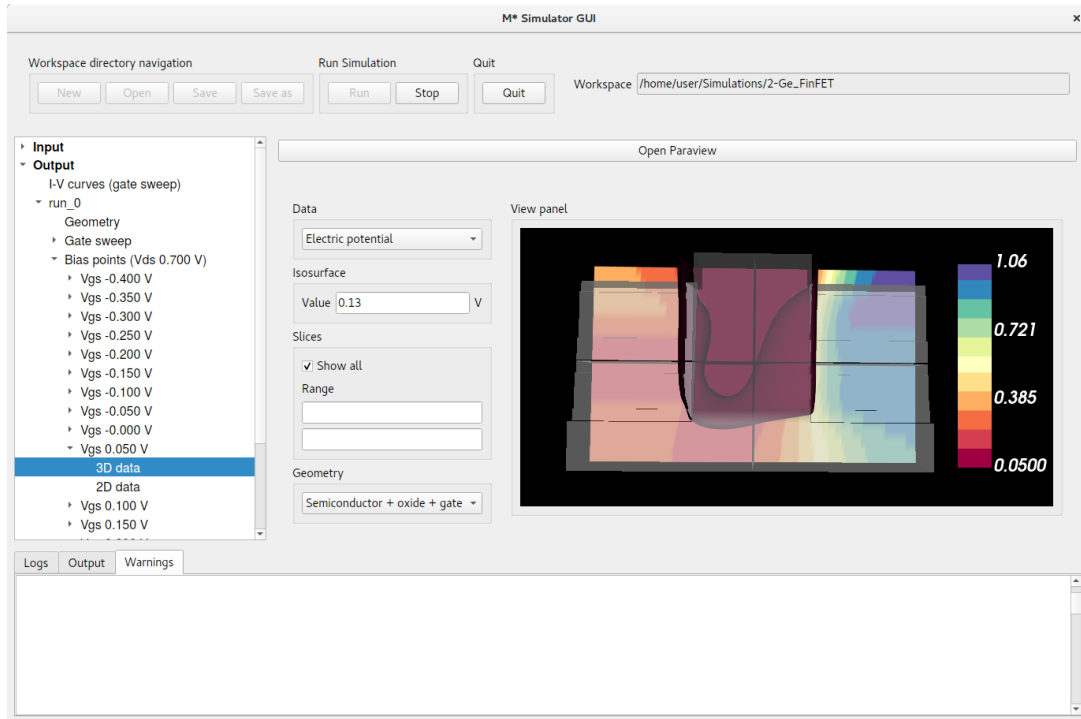 M* Simulator GUI
×
Workspace directory navigation
Run Simulation
Quit
New
Open
Save
Save as
Run
Stop
Quit
Workspace /home/user/Simulations/2-Ge_FinFET
Input
Output
I-V curves (gate sweep)
run_0
Geometry
Gate sweep
Bias points (Vds 0.700 V)
Vgs -0.400 V
Vgs -0.350 V
Vgs -0.300 V
Vgs -0.250 V
Vgs -0.200 V
Vgs -0.150 V
Vgs -0.100 V
Vgs -0.050 V
Vgs -0.000 V
Vgs 0.050 V
3D data
2D data
Vgs 0.100 V
Vgs 0.150 V
Open Paraview
Data
Electric potential
Isosurface
Value 0.13 V
Slices
Show all
Range
Geometry
Semiconductor + oxide + gate
View panel
1.06
0.721
0.385
0.0500
Logs
Output
Warnings